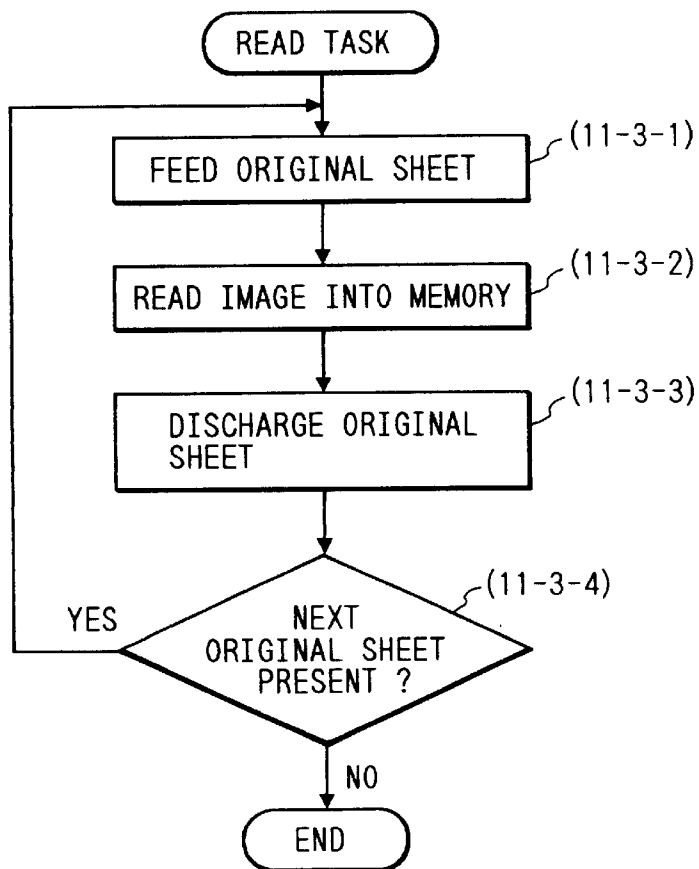 READ TASK
(11-3-1)
FEED ORIGINAL SHEET
(11-3-2)
READ IMAGE INTO MEMORY
(11-3-3)
DISCHARGE ORIGINAL
SHEET
(11-3-4)
YES
NEXT
ORIGINAL SHEET
PRESENT ?
NO
END